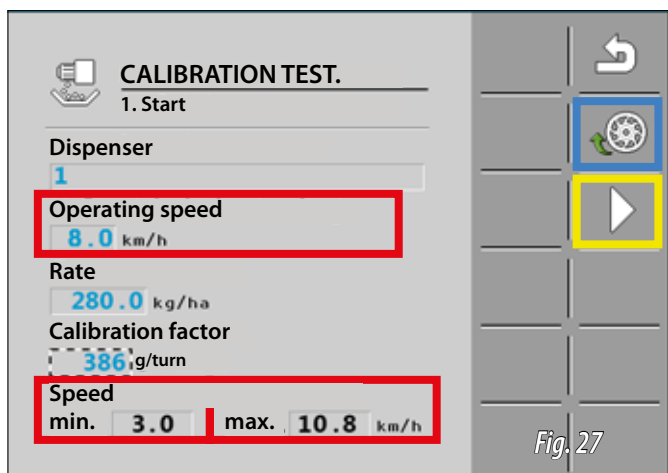 CALIBRATION TEST.
1. Start
Dispenser
1
Operating speed
8.0 km/h
Rate
280.0 kg/ha
Calibration factor
386 g/turn
Speed
min. 3.0 max. 10.8 km/h
Fig. 27